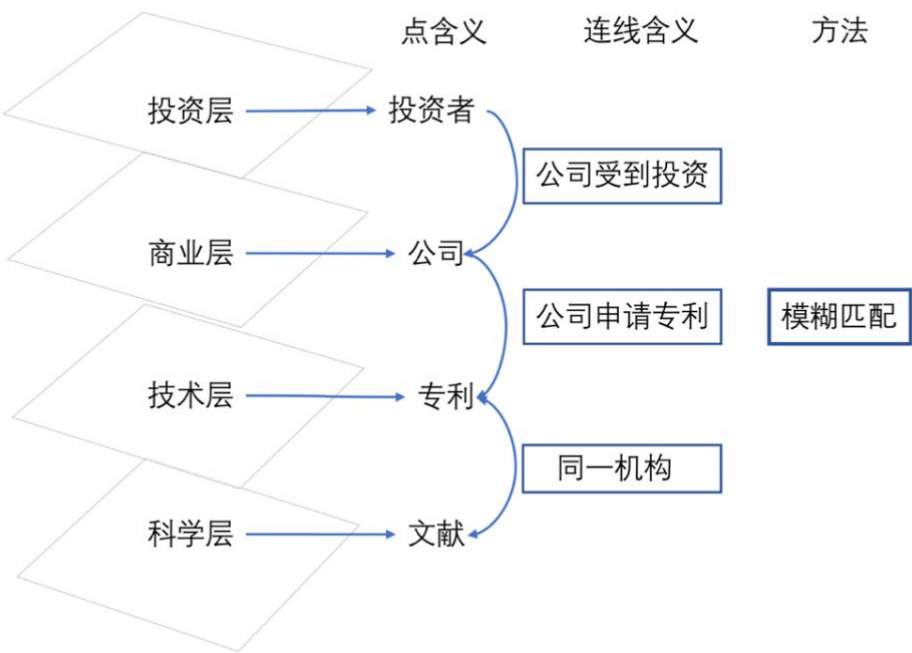 点含义 连线含义 方法
投资层 投资者
公司受到投资
商业层 公司
公司申请专利 模糊匹配
技术层 专利
同一机构
科学层 文献